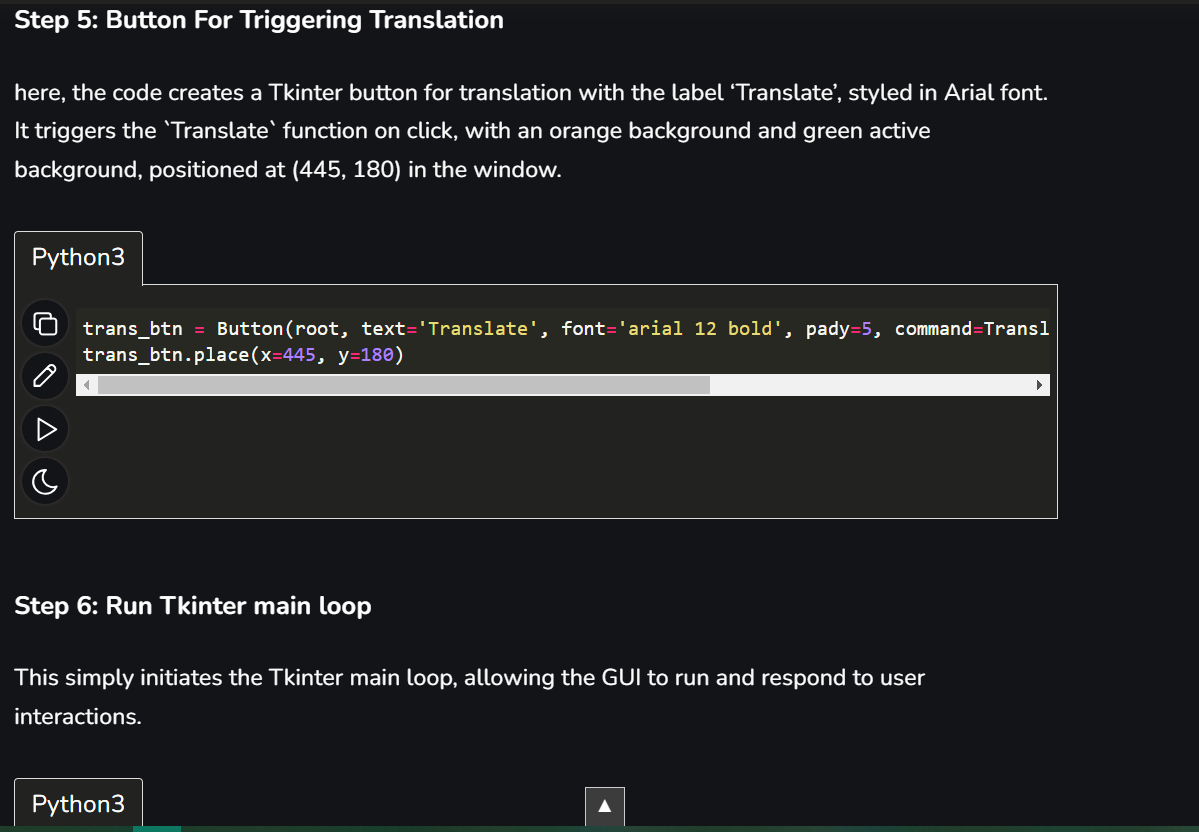 Step 5: Button For Triggering Translation
here, the code creates a Tkinter button for translation with the label ‘Translate’, styled in Arial font.
It triggers the `Translate` function on click, with an orange background and green active
background, positioned at (445, 180) in the window.
Python3
trans_btn = Button(root, text='Translate', font='arial 12 bold', pady=5, command=Transl
trans_btn.place(x=445, y=180)
Step 6: Run Tkinter main loop
This simply initiates the Tkinter main loop, allowing the GUI to run and respond to user
interactions.
Python3